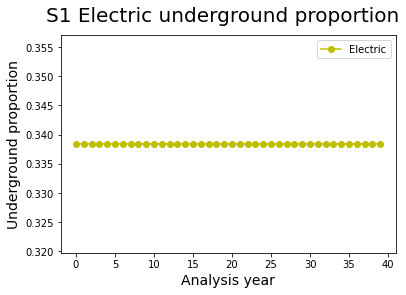 S1 Electric underground proportion
Electric
Underground proportion
0.355
0.350
0.345
0.340
0.335
0.330
0.325
0.320
0 5 10 15 20 25 30 35 40
Analysis year